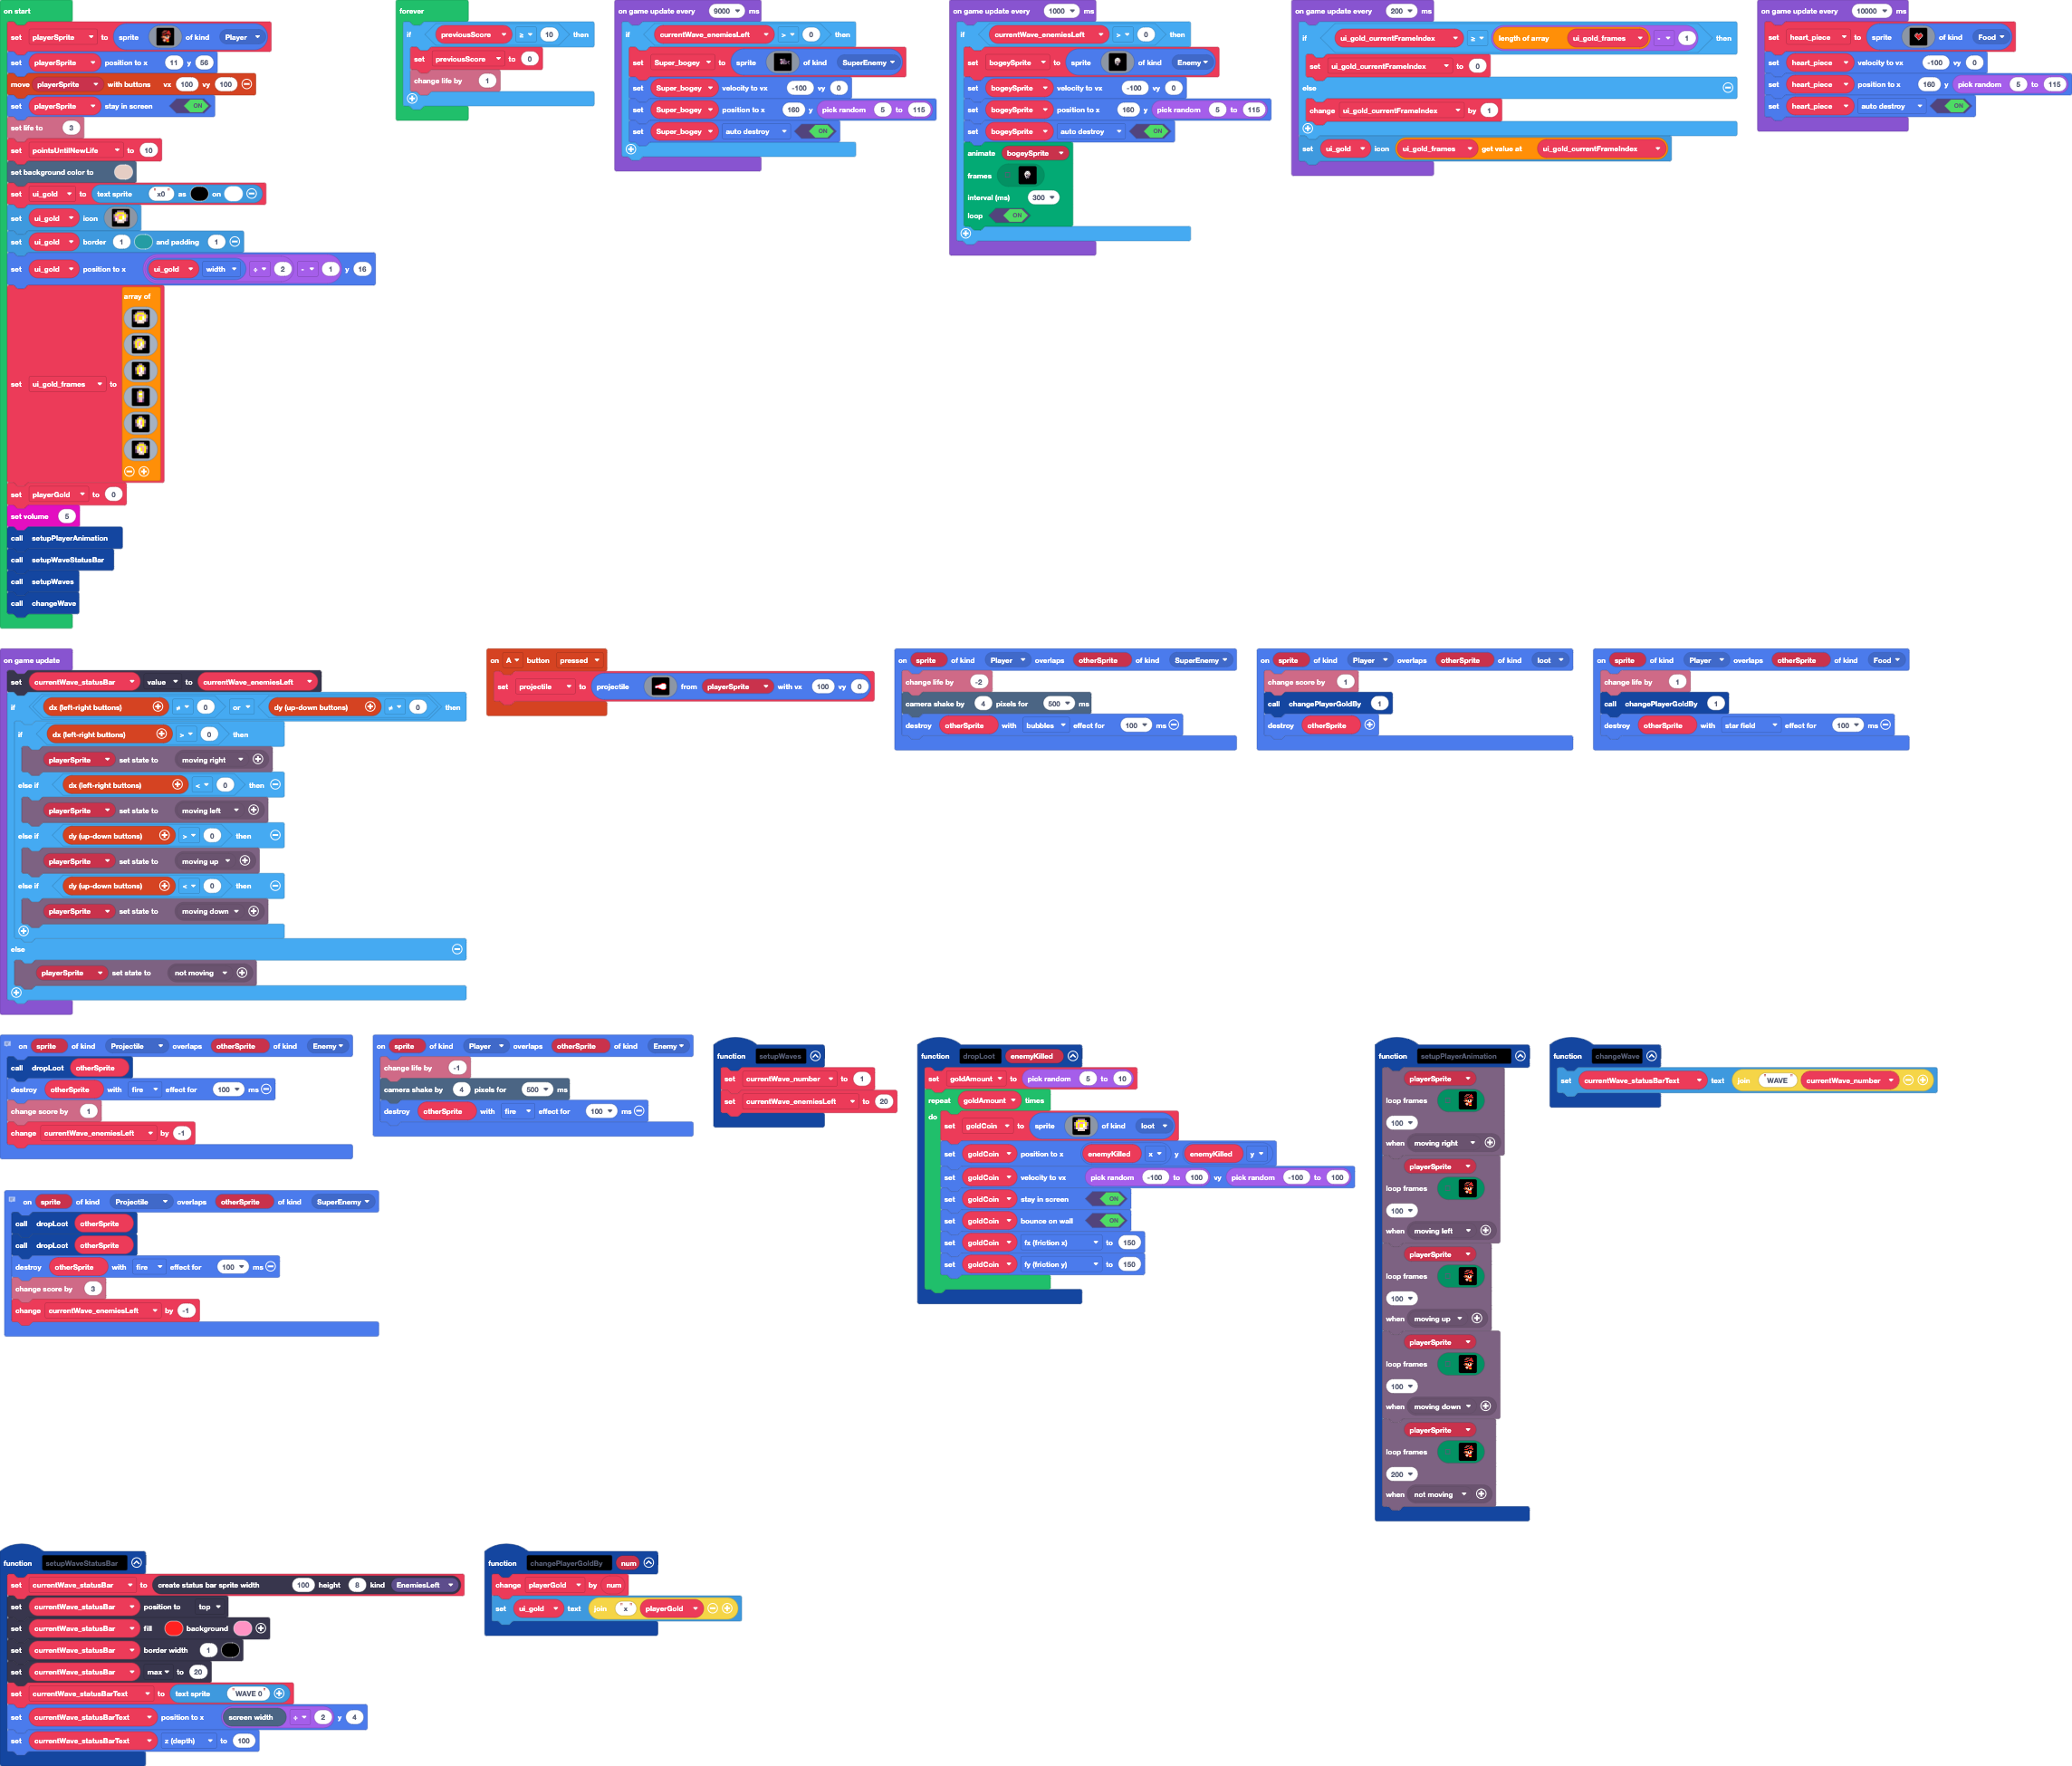 on start
set playerSprite to sprite of kind Player
set playerSprite position to x 11 y 56
move playerSprite with buttons vx 100 vy 100
set playerSprite stay in screen ON
set life to 3
set pointsUntilNewLife to 10
set background color to
set ui_gold to text sprite "x0" as on
set ui_gold icon
set ui_gold border 1 and padding 1
set ui_gold position to x ui_gold width ÷ 2 - 1 y 16
array of
set ui_gold_frames to
set playerGold to 0
set volume 5
call setupPlayerAnimation
call setupWaveStatusBar
call setupWaves
call changeWave
forever
if previousScore ≥ 10 then
set previousScore to 0
change life by 1
on game update every 9000 ms
if currentWave_enemiesLeft > 0 then
set Super_bogey to sprite of kind SuperEnemy
set Super_bogey velocity to vx -100 vy 0
set Super_bogey position to x 160 y pick random 5 to 115
set Super_bogey auto destroy ON
on game update every 1000 ms
if currentWave_enemiesLeft > 0 then
set bogeySprite to sprite of kind Enemy
set bogeySprite velocity to vx -100 vy 0
set bogeySprite position to x 160 y pick random 5 to 115
set bogeySprite auto destroy ON
animate bogeySprite
frames
interval (ms) 300
loop ON
on game update every 200 ms
if ui_gold_currentFrameIndex ≥ length of array ui_gold_frames - 1 then
set ui_gold_currentFrameIndex to 0
else
change ui_gold_currentFrameIndex by 1
set ui_gold icon ui_gold_frames get value at ui_gold_currentFrameIndex
on game update every 10000 ms
set heart_piece to sprite of kind Food
set heart_piece velocity to vx -100 vy 0
set heart_piece position to x 160 y pick random 5 to 115
set heart_piece auto destroy ON
on game update
set currentWave_statusBar value to currentWave_enemiesLeft
if dx (left-right buttons) ≠ 0 or dy (up-down buttons) ≠ 0 then
if dx (left-right buttons) > 0 then
playerSprite set state to moving right
else if dx (left-right buttons) < 0 then
playerSprite set state to moving left
else if dy (up-down buttons) > 0 then
playerSprite set state to moving up
else if dy (up-down buttons) < 0 then
playerSprite set state to moving down
else
playerSprite set state to not moving
on A button pressed
set projectile to projectile from playerSprite with vx 100 vy 0
on sprite of kind Player overlaps otherSprite of kind SuperEnemy
change life by -2
camera shake by 4 pixels for 500 ms
destroy otherSprite with bubbles effect for 100 ms
on sprite of kind Player overlaps otherSprite of kind loot
change score by 1
call changePlayerGoldBy 1
destroy otherSprite
on sprite of kind Player overlaps otherSprite of kind Food
change life by 1
call changePlayerGoldBy 1
destroy otherSprite with star field effect for 100 ms
on sprite of kind Projectile overlaps otherSprite of kind Enemy
call dropLoot otherSprite
destroy otherSprite with fire effect for 100 ms
change score by 1
change currentWave_enemiesLeft by -1
on sprite of kind Player overlaps otherSprite of kind Enemy
change life by -1
camera shake by 4 pixels for 500 ms
destroy otherSprite with fire effect for 100 ms
function setupWaves
set currentWave_number to 1
set currentWave_enemiesLeft to 20
function dropLoot enemyKilled
set goldAmount to pick random 5 to 10
repeat goldAmount times
do
set goldCoin to sprite of kind loot
set goldCoin position to x enemyKilled x y enemyKilled y
set goldCoin velocity to vx pick random -100 to 100 vy pick random -100 to 100
set goldCoin stay in screen ON
set goldCoin bounce on wall ON
set goldCoin fx (friction x) to 150
set goldCoin fy (friction y) to 150
function setupPlayerAnimation
playerSprite
loop frames
100
when moving right
playerSprite
loop frames
100
when moving left
playerSprite
loop frames
100
when moving up
playerSprite
loop frames
100
when moving down
playerSprite
loop frames
200
when not moving
function changeWave
set currentWave_statusBarText text join "WAVE " currentWave_number
on sprite of kind Projectile overlaps otherSprite of kind SuperEnemy
call dropLoot otherSprite
call dropLoot otherSprite
destroy otherSprite with fire effect for 100 ms
change score by 3
change currentWave_enemiesLeft by -1
function setupWaveStatusBar
set currentWave_statusBar to create status bar sprite width 100 height 8 kind EnemiesLeft
set currentWave_statusBar position to top
set currentWave_statusBar fill background
set currentWave_statusBar border width 1
set currentWave_statusBar max to 20
set currentWave_statusBarText to text sprite "WAVE 0"
set currentWave_statusBarText position to x screen width ÷ 2 y 4
set currentWave_statusBarText z (depth) to 100
function changePlayerGoldBy num
change playerGold by num
set ui_gold text join "x" playerGold